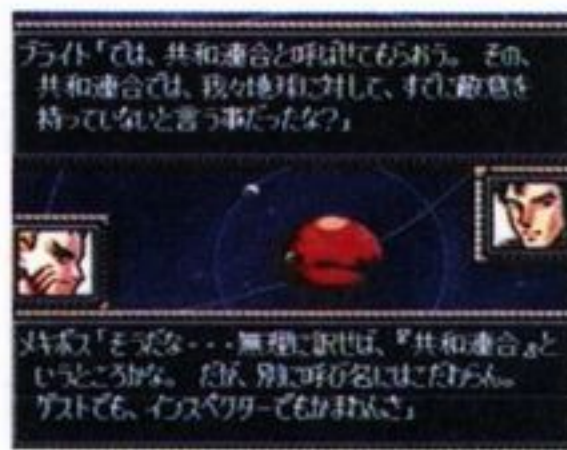 ブライト「では、共和連合と呼ばせてもらおう。 その、
共和連合では、我々地球に対して、すでに敵意を
持っていないと言う事だったな?」
メキボス「そうだな・・・無理に訳せば、『共和連合』と
いうところかな。 だが、別に呼び名にはこだわらん。
ゲストでも、インスペクターでもかまわんさ」